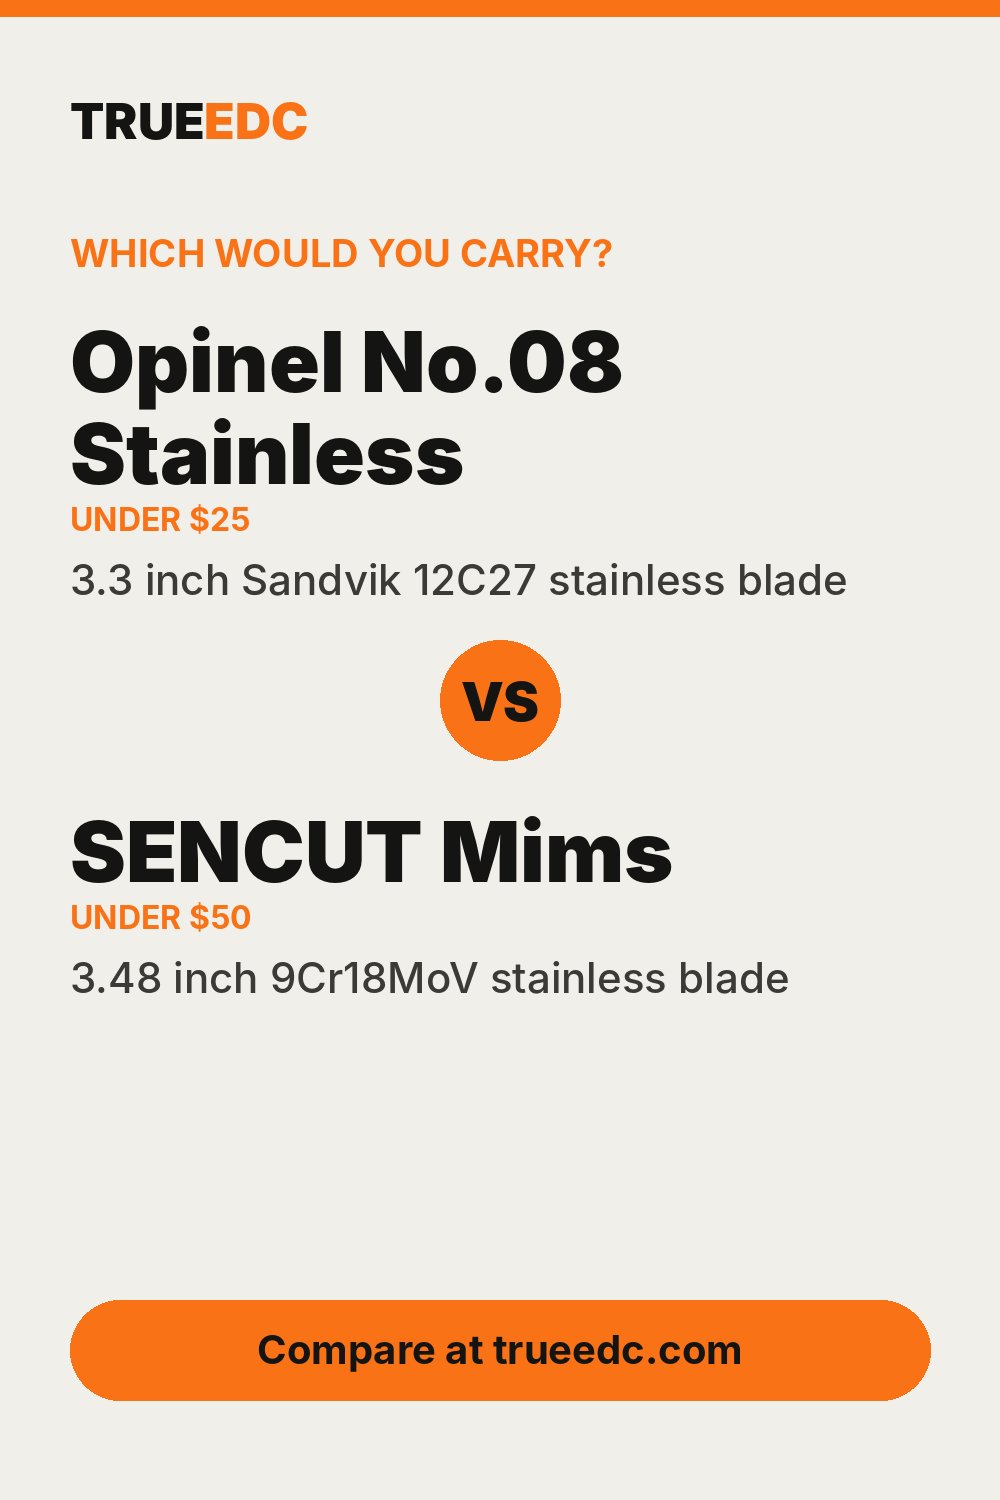 TRUEEDC
WHICH WOULD YOU CARRY?
Opinel No.08
Stainless
UNDER $25
3.3 inch Sandvik 12C27 stainless blade
VS
SENCUT Mims
UNDER $50
3.48 inch 9Cr18MoV stainless blade
Compare at trueedc.com